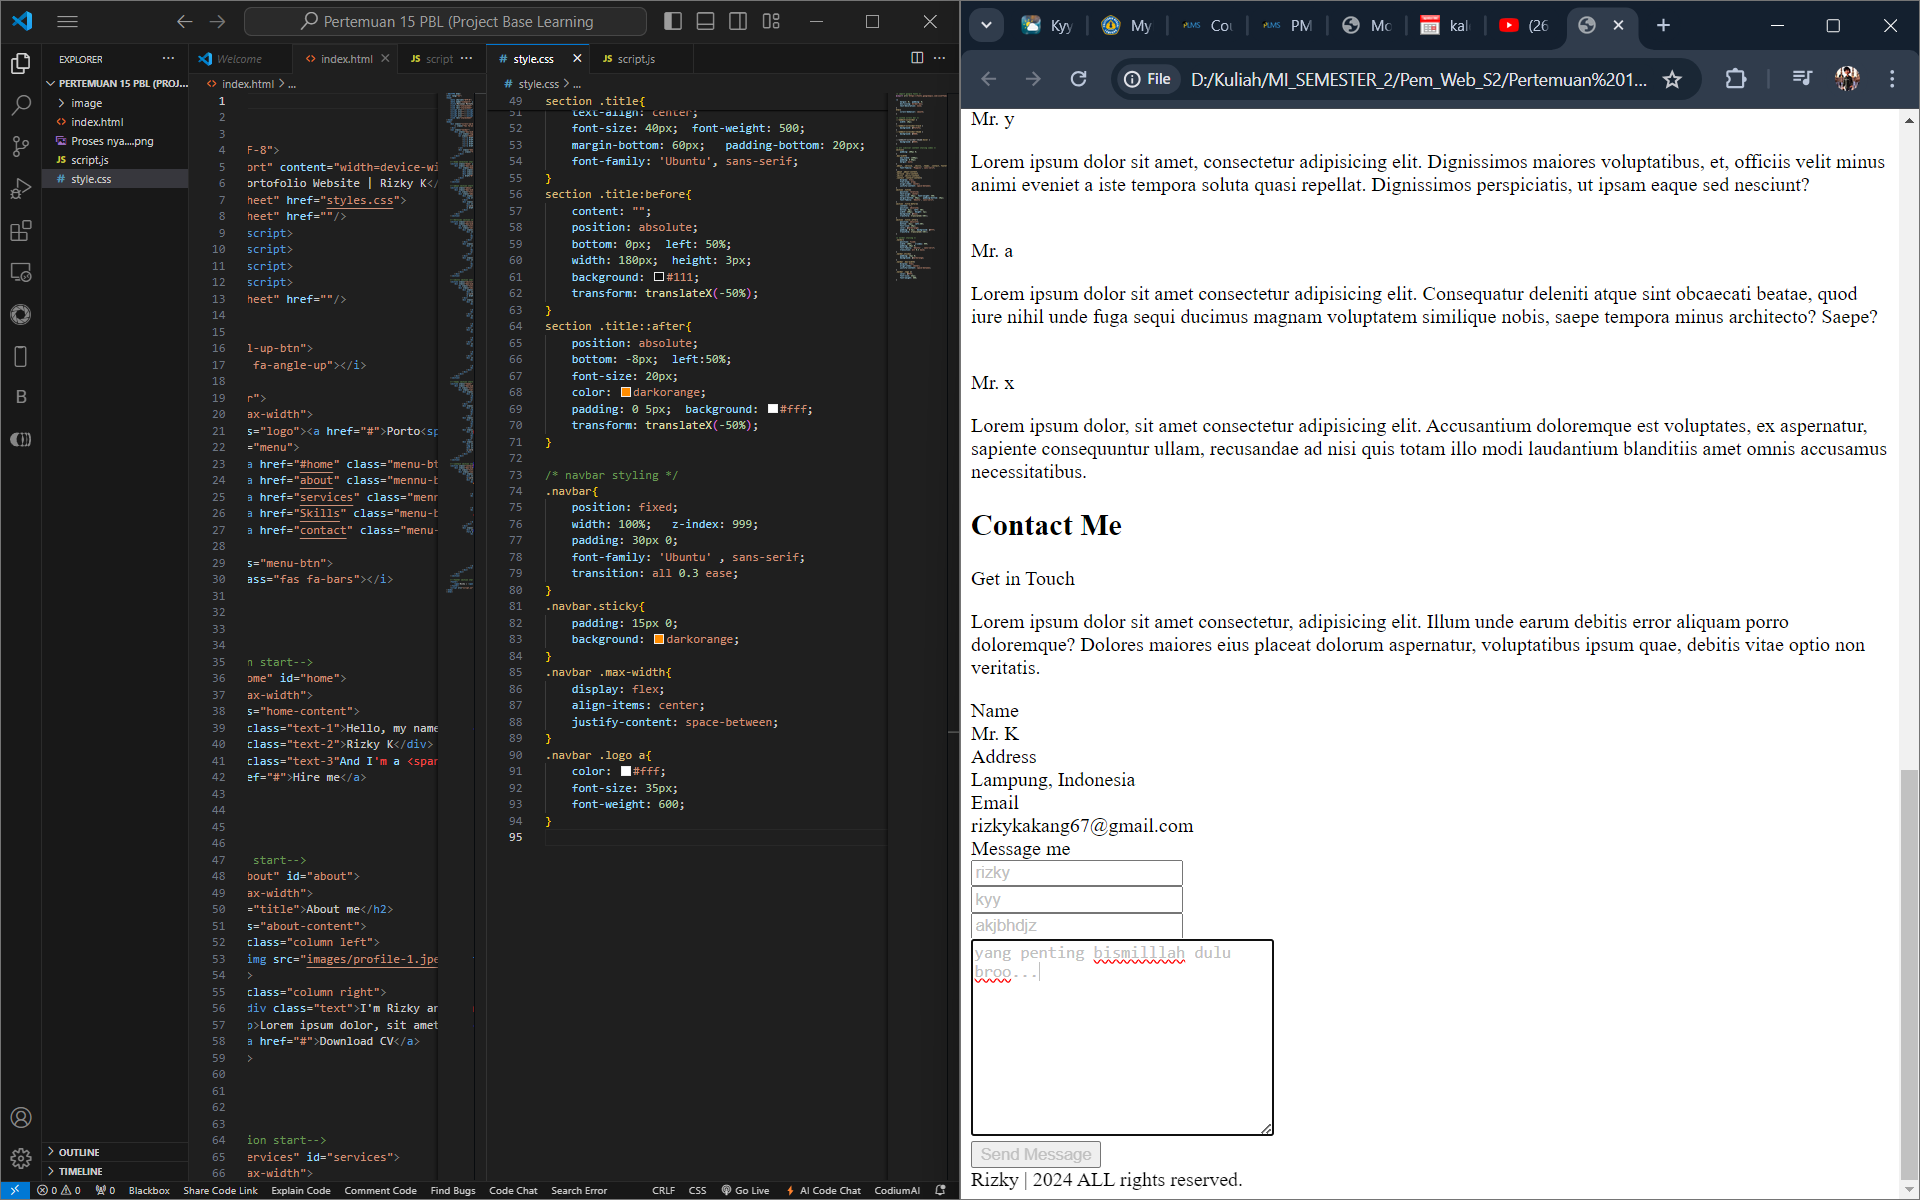 Pertemuan 15 PBL (Project Base Learning
EXPLORER
PERTEMUAN 15 PBL (PROJ...
image
index.html
Proses nya....png
script.js
style.css
OUTLINE
TIMELINE
Welcome
index.html
script
index.html > ...
1
2
3
4 F-8">
5 ort" content="width=device-wi
6 ortofolio Website | Rizky K</
7 heet" href="styles.css">
8 heet" href=""/>
9 script>
10 script>
11 script>
12 script>
13 heet" href=""/>
14
15
16 l-up-btn">
17 fa-angle-up"></i>
18
19 r">
20 ax-width">
21 s="logo"><a href="#">Porto<sp
22 ="menu">
23 a href="#home" class="menu-bt
24 a href="about" class="mennu-b
25 a href="services" class="menr
26 a href="Skills" class="menu-b
27 a href="contact" class="menu-
28
29 s="menu-btn">
30 ass="fas fa-bars"></i>
31
32
33
34
35 n start-->
36 ome" id="home">
37 ax-width">
38 s="home-content">
39 class="text-1">Hello, my name
40 class="text-2">Rizky K</div>
41 class="text-3"And I'm a <spar
42 ef="#">Hire me</a>
43
44
45
46
47 start-->
48 bout" id="about">
49 ax-width">
50 ="title">About me</h2>
51 s="about-content">
52 class="column left">
53 img src="images/profile-1.jpe
54 >
55 class="column right">
56 div class="text">I'm Rizky an
57 p>Lorem ipsum dolor, sit amet
58 a href="#">Download CV</a>
59 >
60
61
62
63
64 ion start-->
65 ervices" id="services">
66 ax-width">
style.css
script.js
style.css > ...
49 section .title{
51 text-align: center;
52 font-size: 40px; font-weight: 500;
53 margin-bottom: 60px; padding-bottom: 20px;
54 font-family: 'Ubuntu', sans-serif;
55 }
56 section .title:before{
57 content: "";
58 position: absolute;
59 bottom: 0px; left: 50%;
60 width: 180px; height: 3px;
61 background: #111;
62 transform: translateX(-50%);
63 }
64 section .title::after{
65 position: absolute;
66 bottom: -8px; left:50%;
67 font-size: 20px;
68 color: darkorange;
69 padding: 0 5px; background: #fff;
70 transform: translateX(-50%);
71 }
72
73 /* navbar styling */
74 .navbar{
75 position: fixed;
76 width: 100%; z-index: 999;
77 padding: 30px 0;
78 font-family: 'Ubuntu' , sans-serif;
79 transition: all 0.3 ease;
80 }
81 .navbar.sticky{
82 padding: 15px 0;
83 background: darkorange;
84 }
85 .navbar .max-width{
86 display: flex;
87 align-items: center;
88 justify-content: space-between;
89 }
90 .navbar .logo a{
91 color: #fff;
92 font-size: 35px;
93 font-weight: 600;
94 }
95
0 0 0 Blackbox Share Code Link Explain Code Comment Code Find Bugs Code Chat Search Error CRLF CSS Go Live AI Code Chat CodiumAI
Kyy
My
Cou
PM
Mo
kal
(26
File D:/Kuliah/MI_SEMESTER_2/Pem_Web_S2/Pertemuan%201...
Mr. y
Lorem ipsum dolor sit amet, consectetur adipisicing elit. Dignissimos maiores voluptatibus, et, officiis velit minus
animi eveniet a iste tempora soluta quasi repellat. Dignissimos perspiciatis, ut ipsam eaque sed nesciunt?
Mr. a
Lorem ipsum dolor sit amet consectetur adipisicing elit. Consequatur deleniti atque sint obcaecati beatae, quod
iure nihil unde fuga sequi ducimus magnam voluptatem similique nobis, saepe tempora minus architecto? Saepe?
Mr. x
Lorem ipsum dolor, sit amet consectetur adipisicing elit. Accusantium doloremque est voluptates, ex aspernatur,
sapiente consequuntur ullam, recusandae ad nisi quis totam illo modi laudantium blanditiis amet omnis accusamus
necessitatibus.
Contact Me
Get in Touch
Lorem ipsum dolor sit amet consectetur, adipisicing elit. Illum unde earum debitis error aliquam porro
doloremque? Dolores maiores eius placeat dolorum aspernatur, voluptatibus ipsum quae, debitis vitae optio non
veritatis.
Name
Mr. K
Address
Lampung, Indonesia
Email
rizkykakang67@gmail.com
Message me
rizky
kyy
akjbhdjz
yang penting bismilllah dulu
broo...
Send Message
Rizky | 2024 ALL rights reserved.